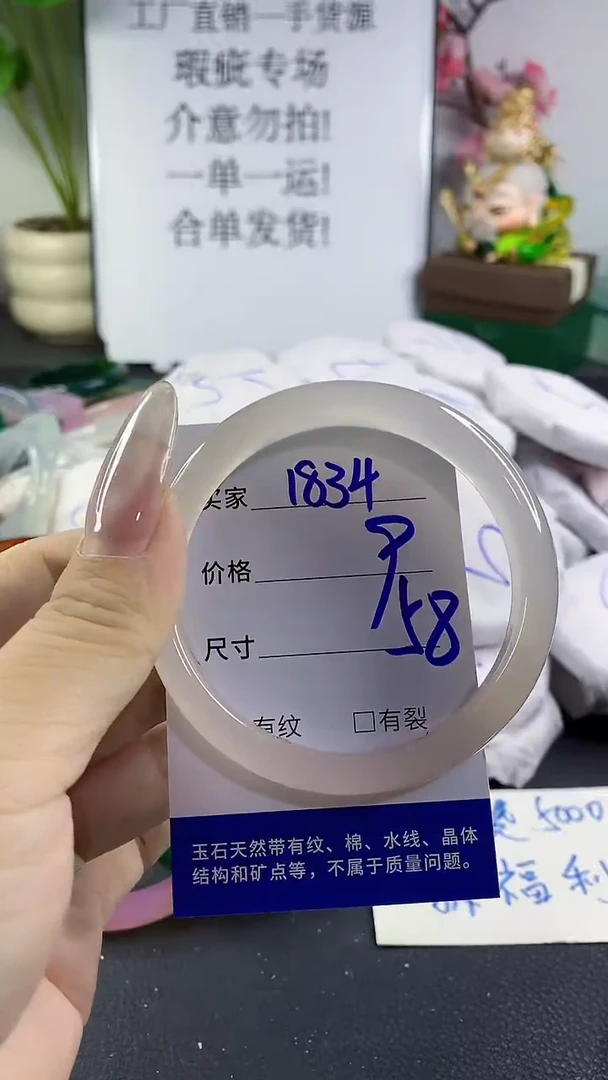 工厂直销一手货源
瑕疵专场
介意勿拍!
一单一运!
合单发货!
买家 1834
价格
尺寸 58
有纹 □有裂
玉石天然带有纹、棉、水线、晶体
结构和矿点等，不属于质量问题。
5000
福利